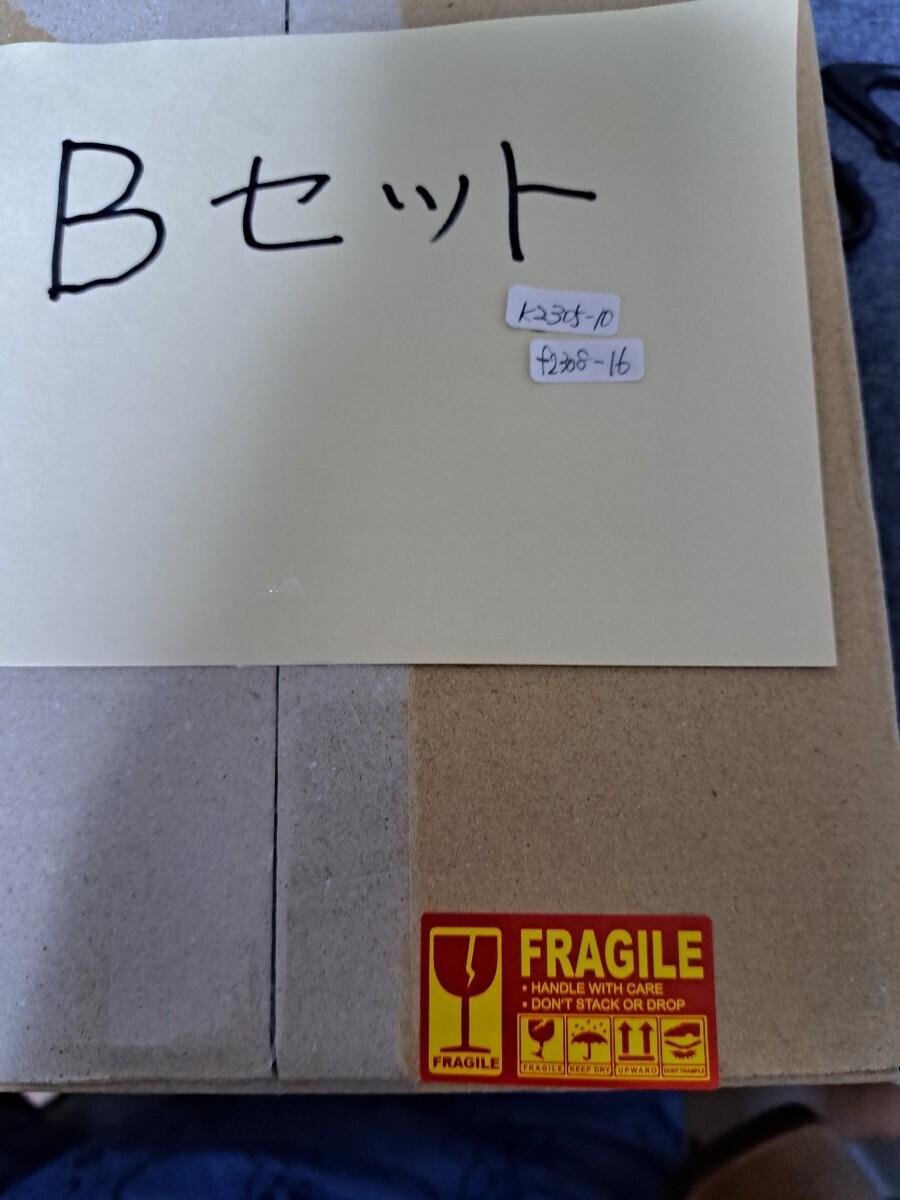 Bセット
K2305-10
f2308-16
FRAGILE
• HANDLE WITH CARE
• DON'T STACK OR DROP
FRAGILE
FRAGILE
KEEP DRY
UPWARD
DONT TRAMPLE